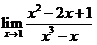 lim x→1 x² − 2x + 1 / x³ − x